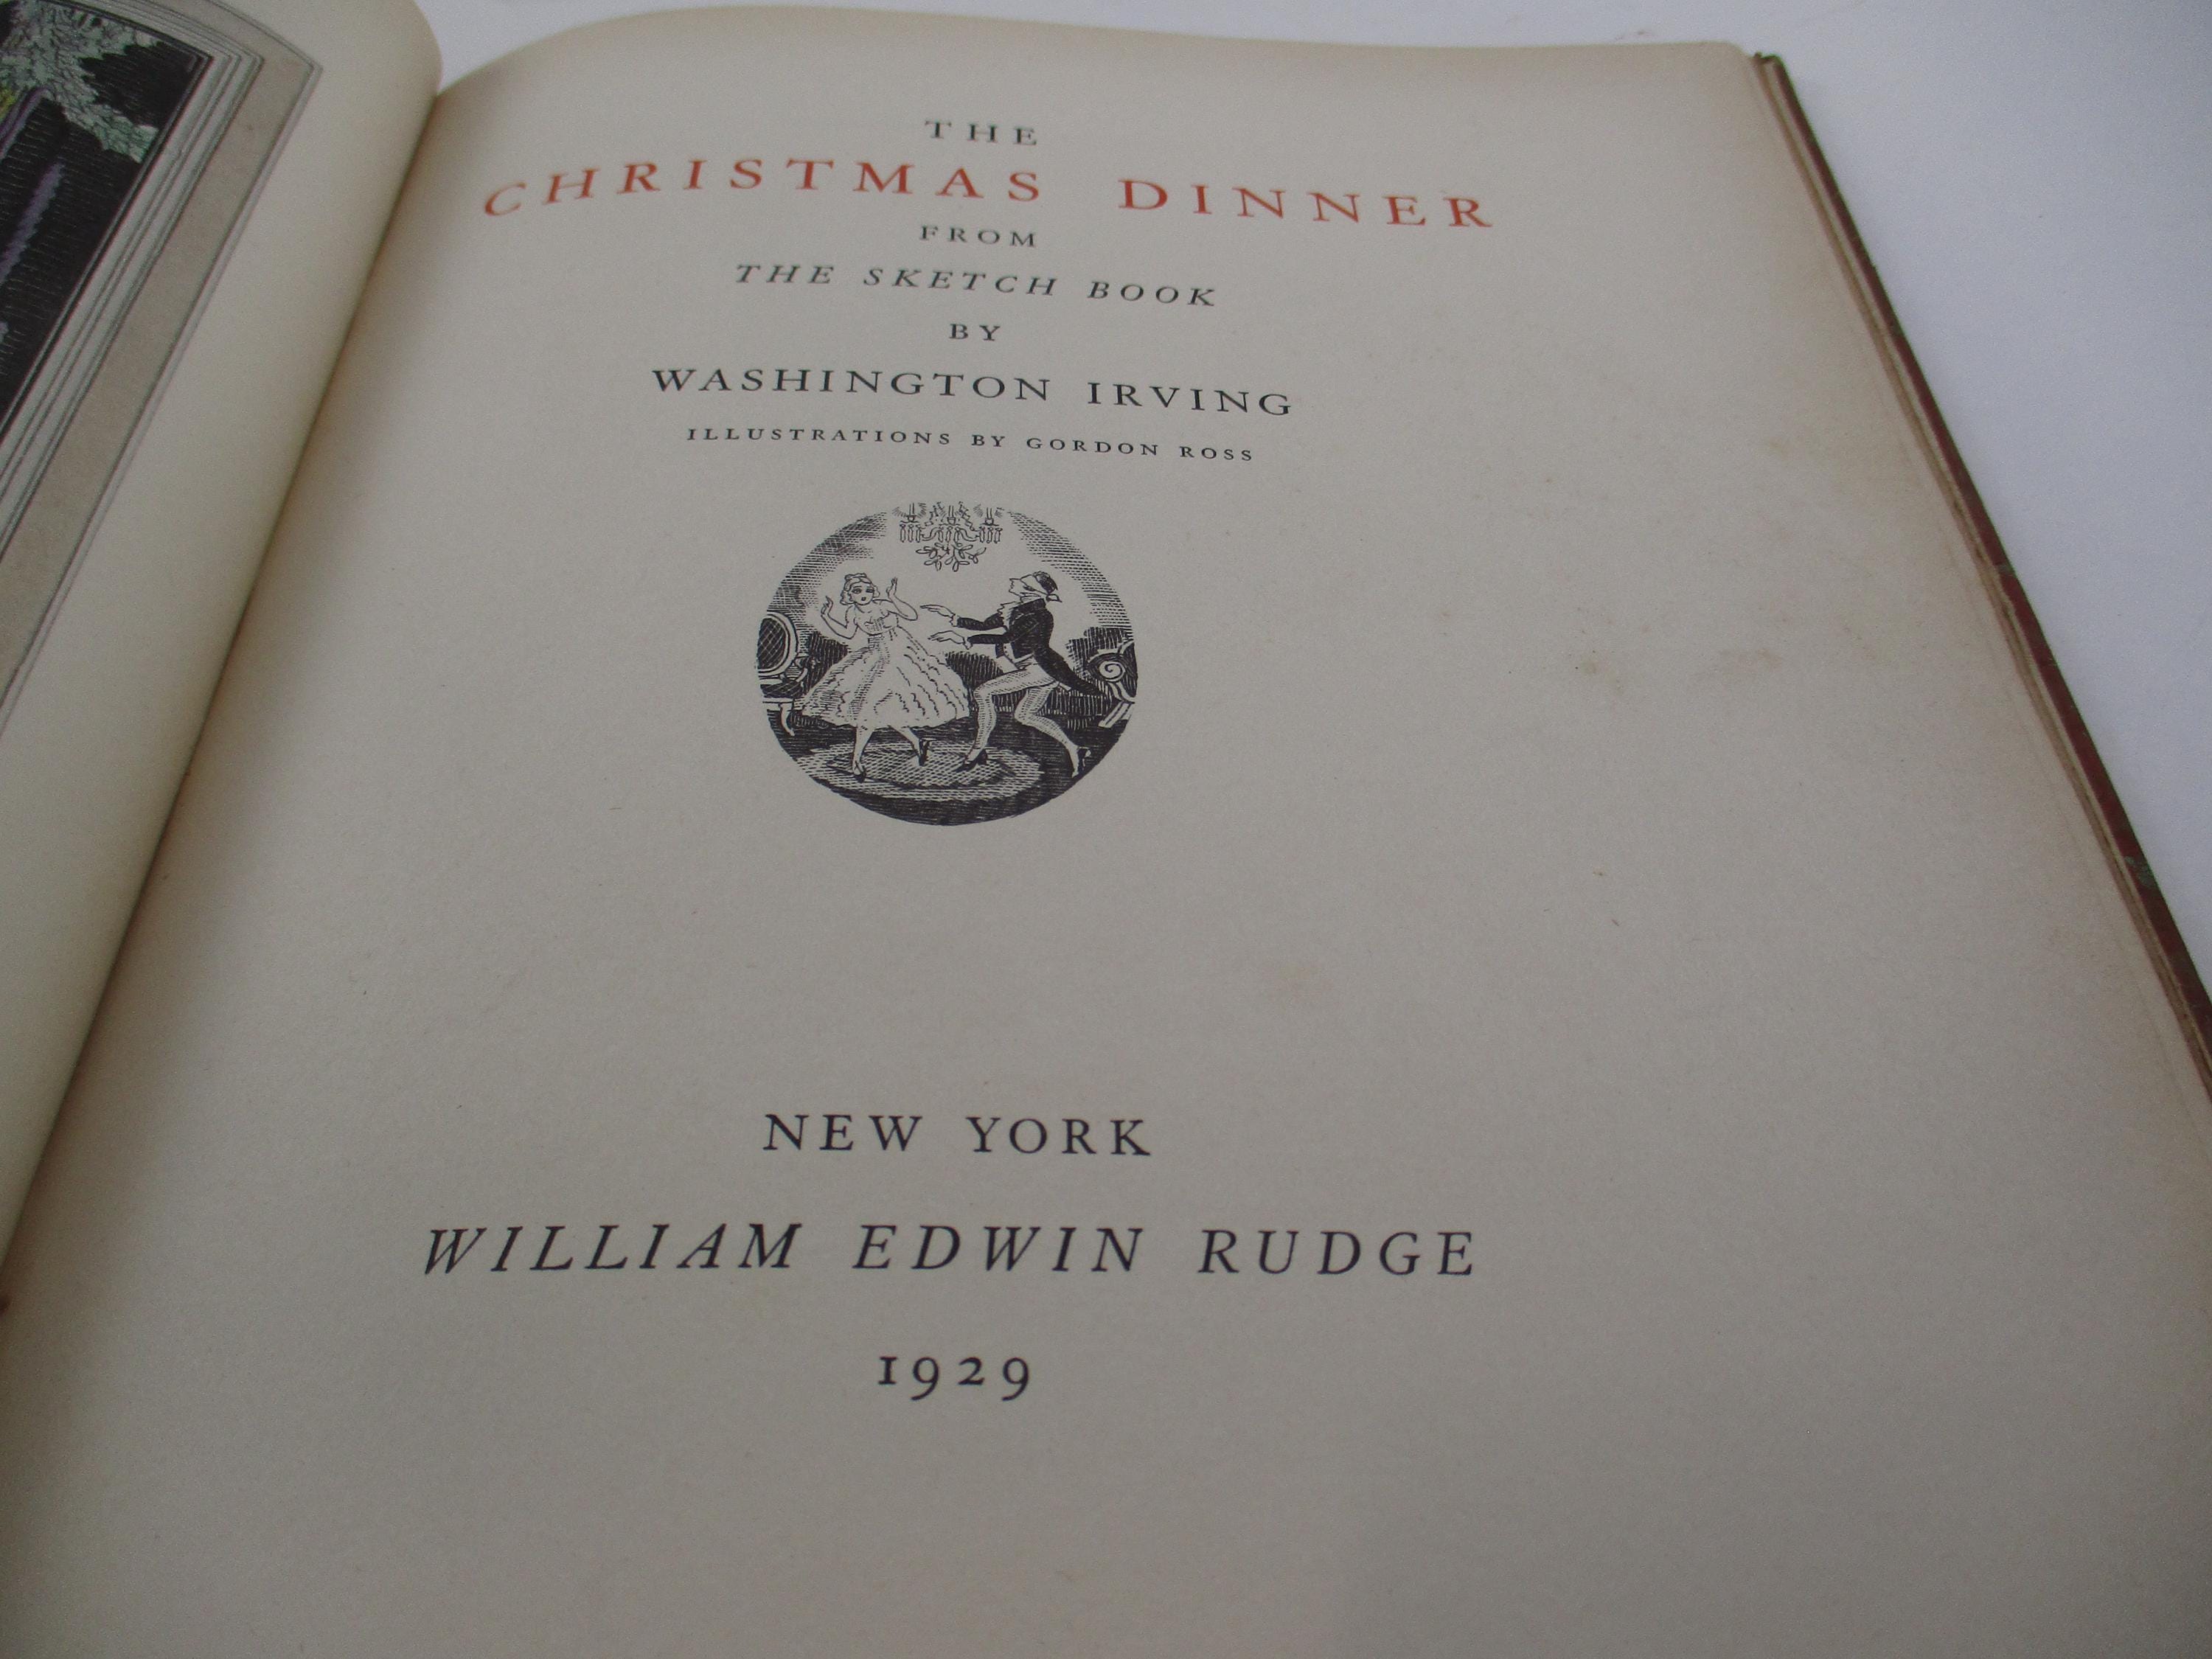 THE
CHRISTMAS DINNER
FROM
THE SKETCH BOOK
BY
WASHINGTON IRVING
ILLUSTRATIONS BY GORDON ROSS
NEW YORK
WILLIAM EDWIN RUDGE
1929